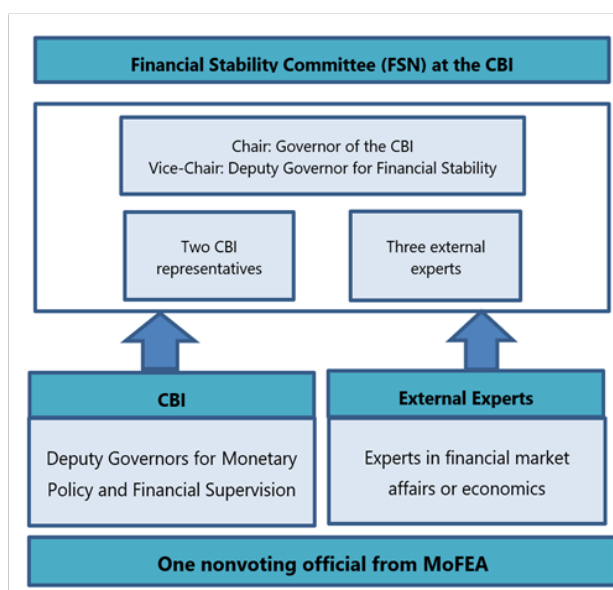 Financial Stability Committee (FSN) at the CBI
Chair: Governor of the CBI
Vice-Chair: Deputy Governor for Financial Stability
Two CBI
representatives
Three external
experts
CBI
Deputy Governors for Monetary
Policy and Financial Supervision
External Experts
Experts in financial market
affairs or economics
One nonvoting official from MoFEA